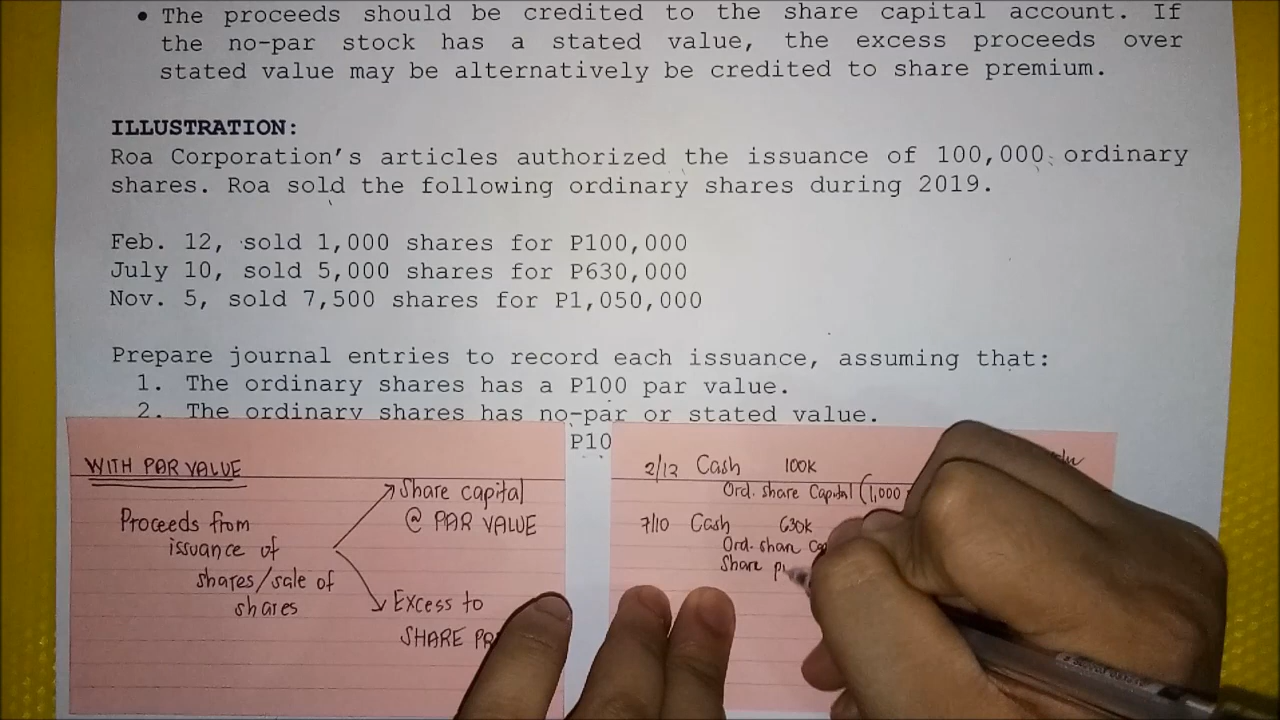 • The proceeds should be credited to the share capital account. If
the no-par stock has a stated value, the excess proceeds over
stated value may be alternatively be credited to share premium.
ILLUSTRATION:
Roa Corporation's articles authorized the issuance of 100,000 ordinary
shares. Roa sold the following ordinary shares during 2019.
Feb. 12, sold 1,000 shares for P100,000
July 10, sold 5,000 shares for P630,000
Nov. 5, sold 7,500 shares for P1,050,000
Prepare journal entries to record each issuance, assuming that:
1. The ordinary shares has a P100 par value.
2. The ordinary shares has no-par or stated value.
P10
WITH PAR VALUE
Proceeds from
issuance of
shares/sale of
shares
Share capital
@ PAR VALUE
Excess to
SHARE PR
2/12 Cash 100k
Ord. share Capital (1,000
7/10 Cash 630k
Ord. share
Share